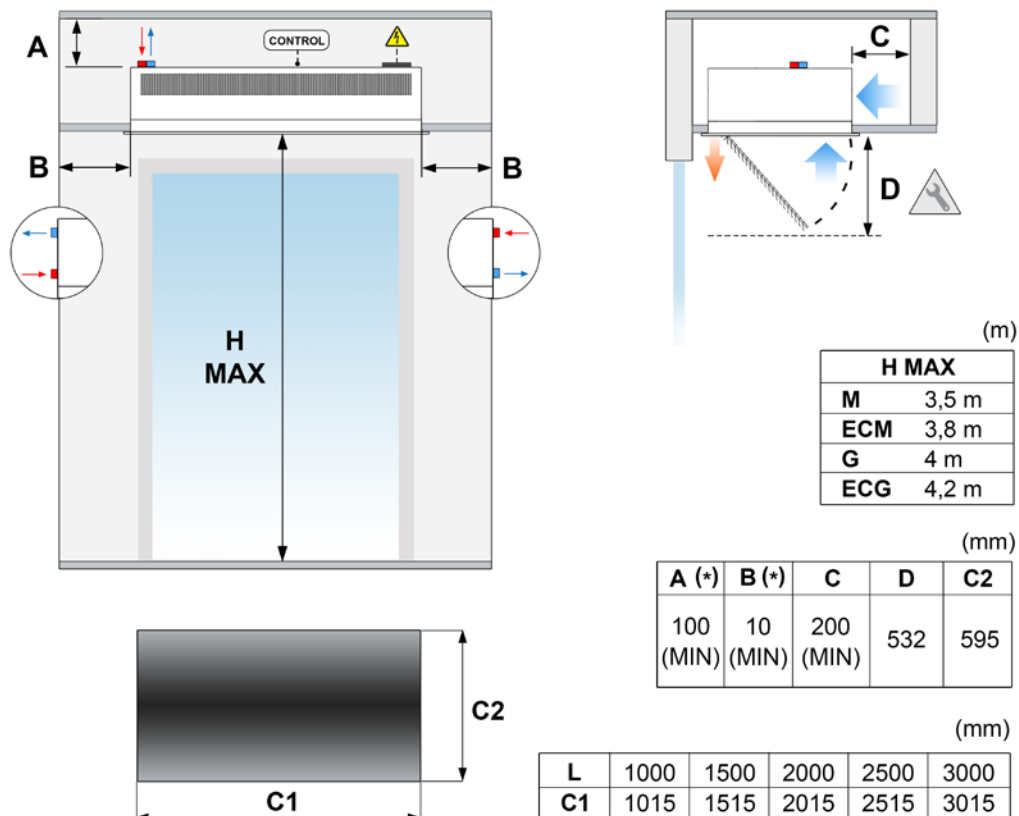 A
CONTROL
C
B
B
D
H
MAX
(m)
H MAX
M 3,5 m
ECM 3,8 m
G 4 m
ECG 4,2 m
(mm)
A (*) B (*) C D C2
100 (MIN) 10 (MIN) 200 (MIN) 532 595
C2
C1
(mm)
L 1000 1500 2000 2500 3000
C1 1015 1515 2015 2515 3015